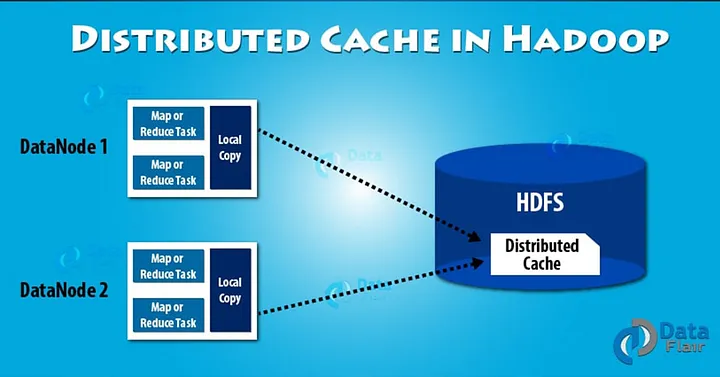 DISTRIBUTED CACHE IN HADOOP
DataNode 1
Map or
Reduce Task
Map or
Reduce Task
Local
Copy
DataNode 2
Map or
Reduce Task
Map or
Reduce Task
Local
Copy
HDFS
Distributed
Cache
Data
Flair